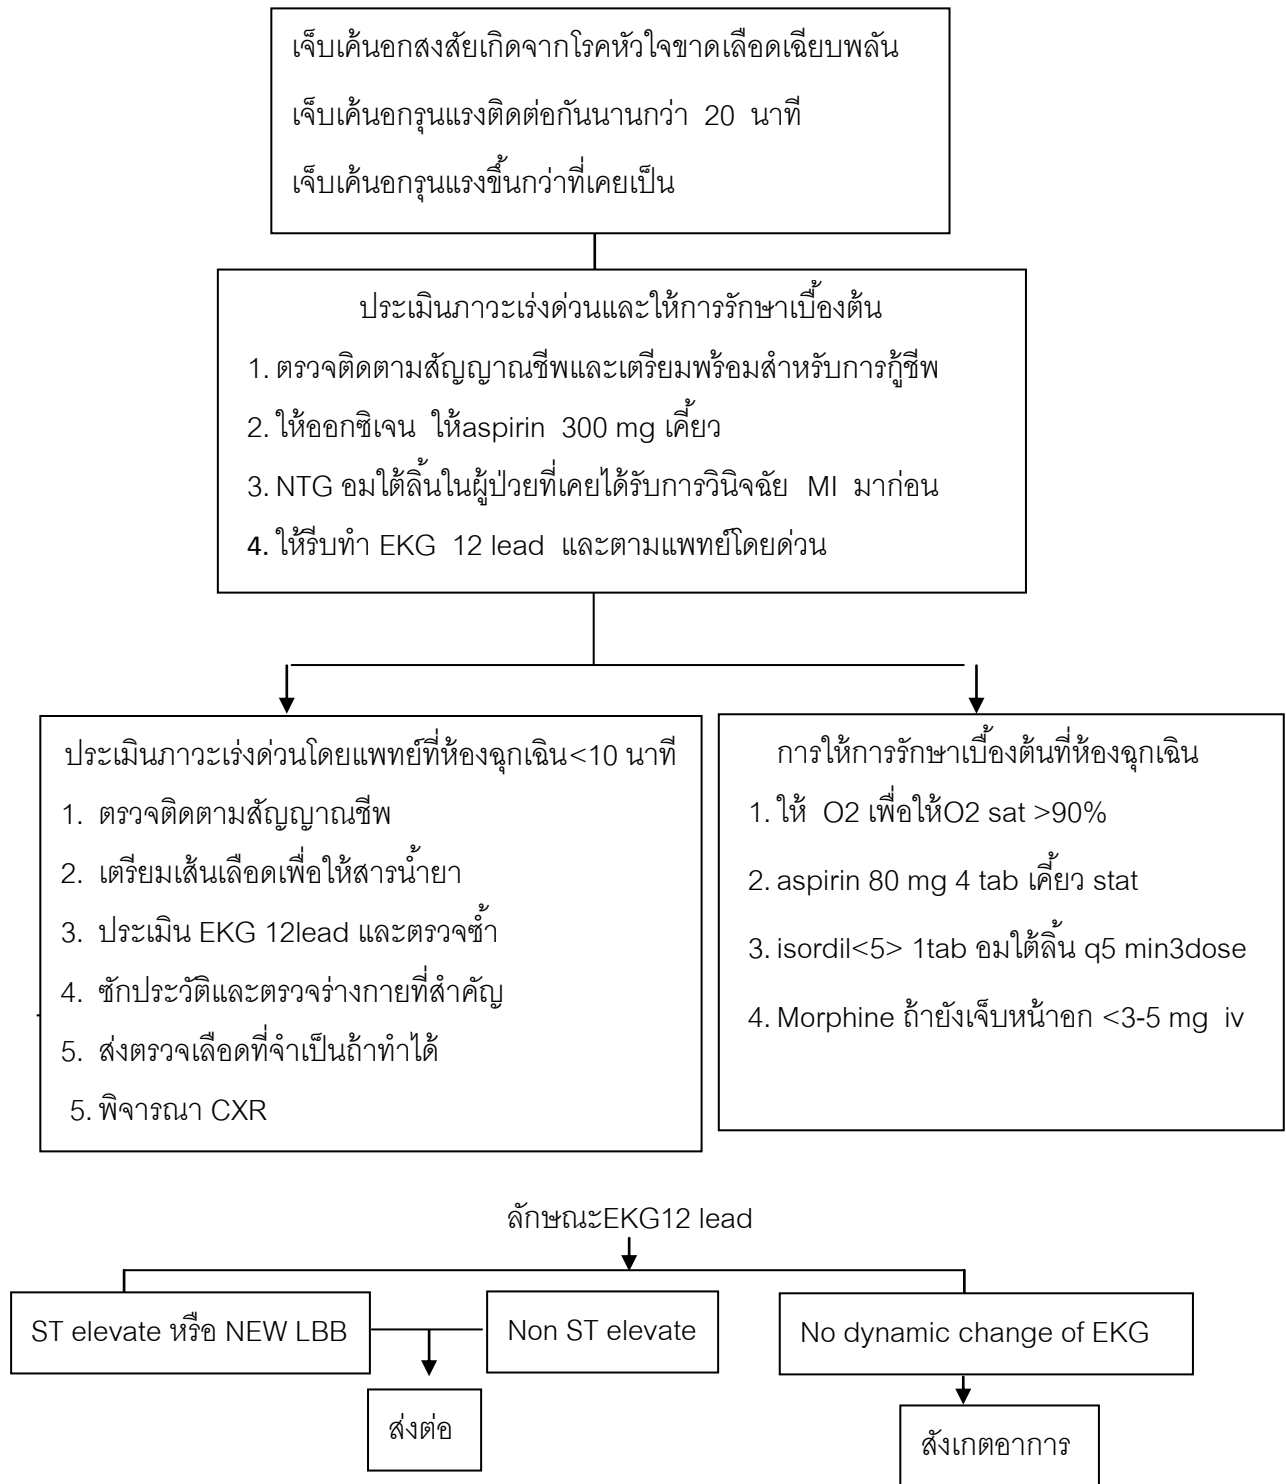 เจ็บเค้นอกสงสัยเกิดจากโรคหัวใจขาดเลือดเฉียบพลัน
เจ็บเค้นอกรุนแรงติดต่อกันนานกว่า 20 นาที
เจ็บเค้นอกรุนแรงขึ้นกว่าที่เคยเป็น
ประเมินภาวะเร่งด่วนและให้การรักษาเบื้องต้น
1. ตรวจติดตามสัญญาณชีพและเตรียมพร้อมสำหรับการกู้ชีพ
2. ให้ออกซิเจน ให้aspirin 300 mg เคี้ยว
3. NTG อมใต้ลิ้นในผู้ป่วยที่เคยได้รับการวินิจฉัย MI มาก่อน
4. ให้รีบทำ EKG 12 lead และตามแพทย์โดยด่วน
ประเมินภาวะเร่งด่วนโดยแพทย์ที่ห้องฉุกเฉิน<10 นาที
1. ตรวจติดตามสัญญาณชีพ
2. เตรียมเส้นเลือดเพื่อให้สารน้ำยา
3. ประเมิน EKG 12lead และตรวจซ้ำ
4. ซักประวัติและตรวจร่างกายที่สำคัญ
5. ส่งตรวจเลือดที่จำเป็นถ้าทำได้
5. พิจารณา CXR
การให้การรักษาเบื้องต้นที่ห้องฉุกเฉิน
1. ให้ O2 เพื่อให้O2 sat >90%
2. aspirin 80 mg 4 tab เคี้ยว stat
3. isordil<5> 1tab อมใต้ลิ้น q5 min3dose
4. Morphine ถ้ายังเจ็บหน้าอก <3-5 mg iv
ลักษณะEKG12 lead
ST elevate หรือ NEW LBB
Non ST elevate
No dynamic change of EKG
ส่งต่อ
สังเกตอาการ